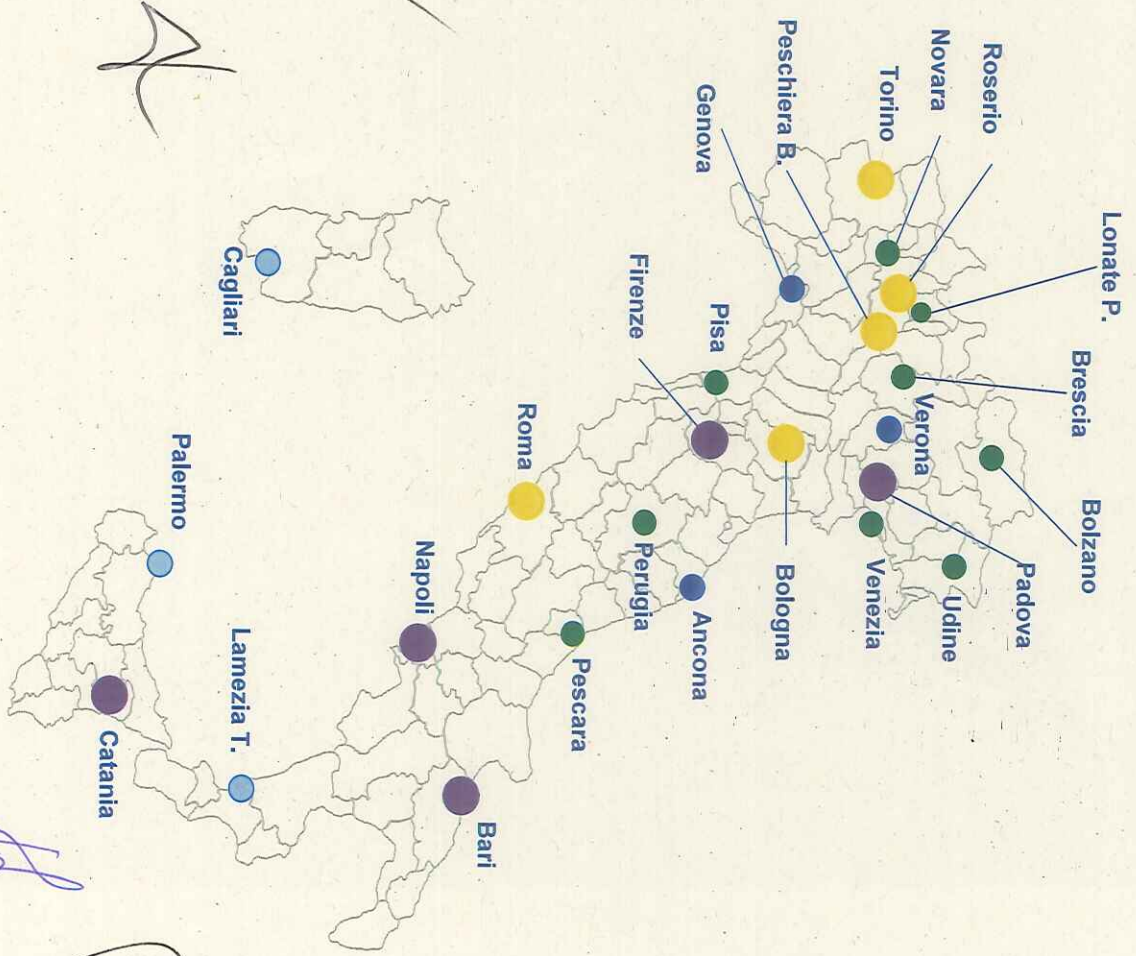 Lonate P.
Roserio
Novara
Torino
Peschiera B.
Genova
Brescia
Bolzano
Verona
Padova
Udine
Venezia
Bologna
Firenze
Pisa
Ancona
Perugia
Pescara
Roma
Napoli
Bari
Cagliari
Palermo
Lamezia T.
Catania